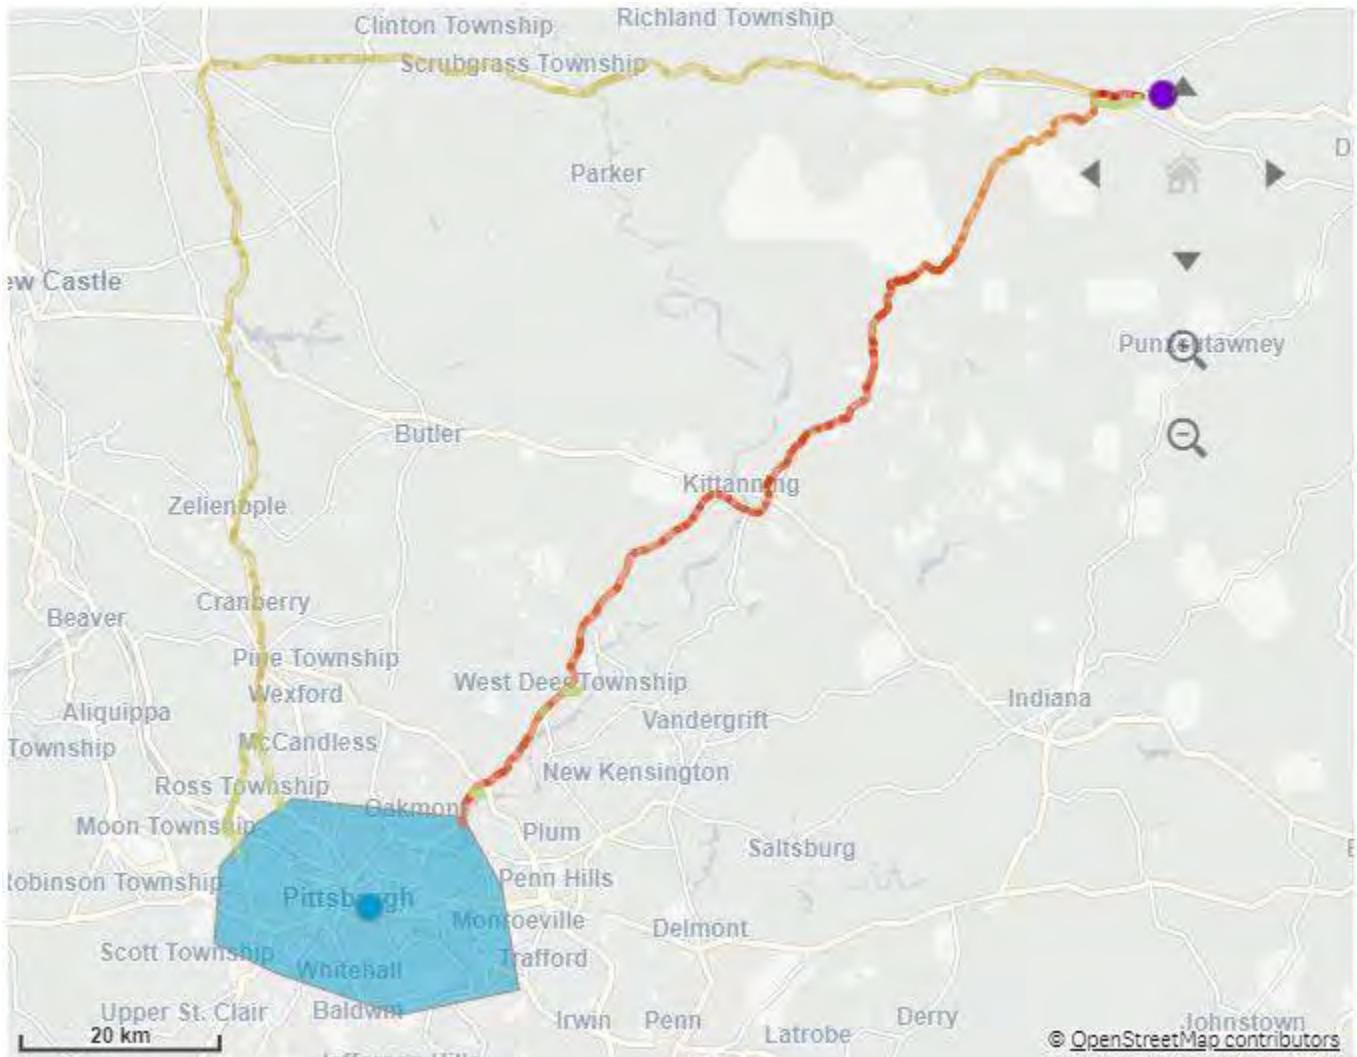 Richland Township
Clinton Township
Scrubgrass Township
D
Parker
ew Castle
Punxsutawney
Butler
Kittanning
Zelienople
Cranberry
Beaver
Pine Township
West Deer Township
Wexford
Indiana
Aliquippa
Vandergrift
Township
McCandless
New Kensington
Ross Township
Oakmont
Moon Township
Plum
Saltsburg
Robinson Township
Penn Hills
Pittsburgh
Monroeville
Delmont
Scott Township
Trafford
Whitehall
Upper St. Clair
Baldwin
Irwin
Penn
Derry
Johnstown
Latrobe
20 km
© OpenStreetMap contributors